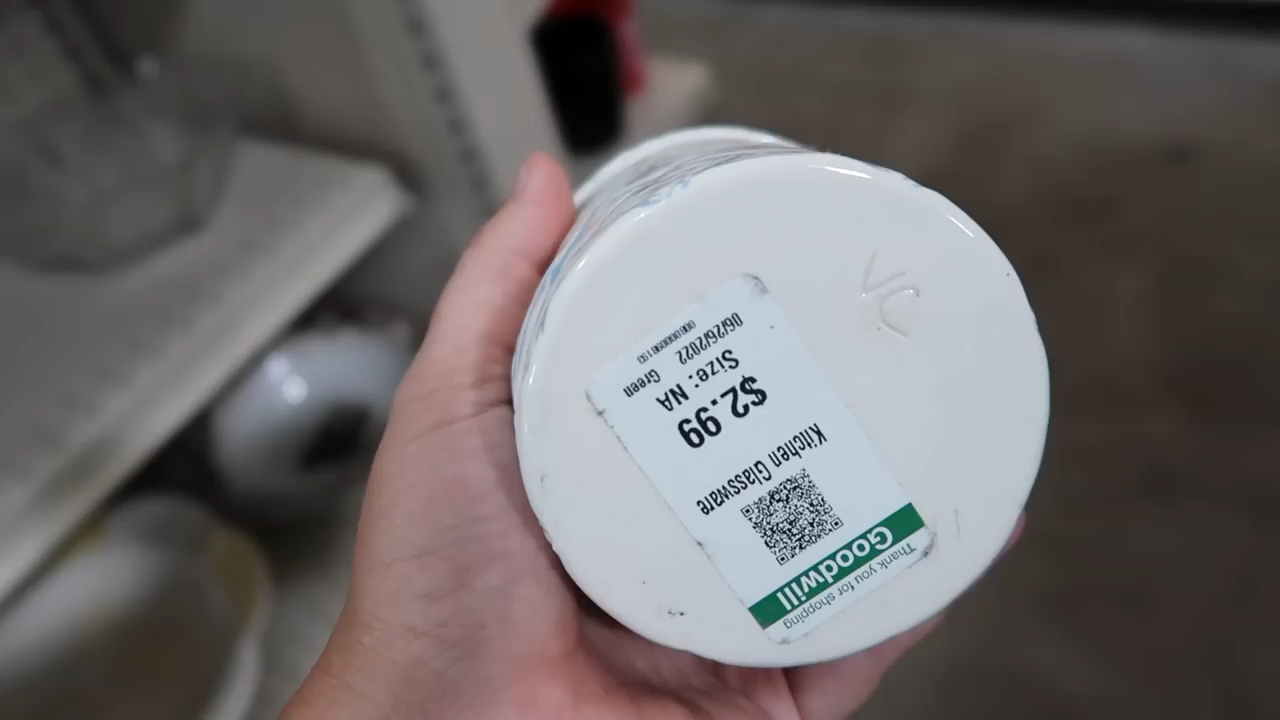 VC
Thank you for shopping
Goodwill
Kitchen Glassware
$2.99
Size: NA
Green
06/26/2022